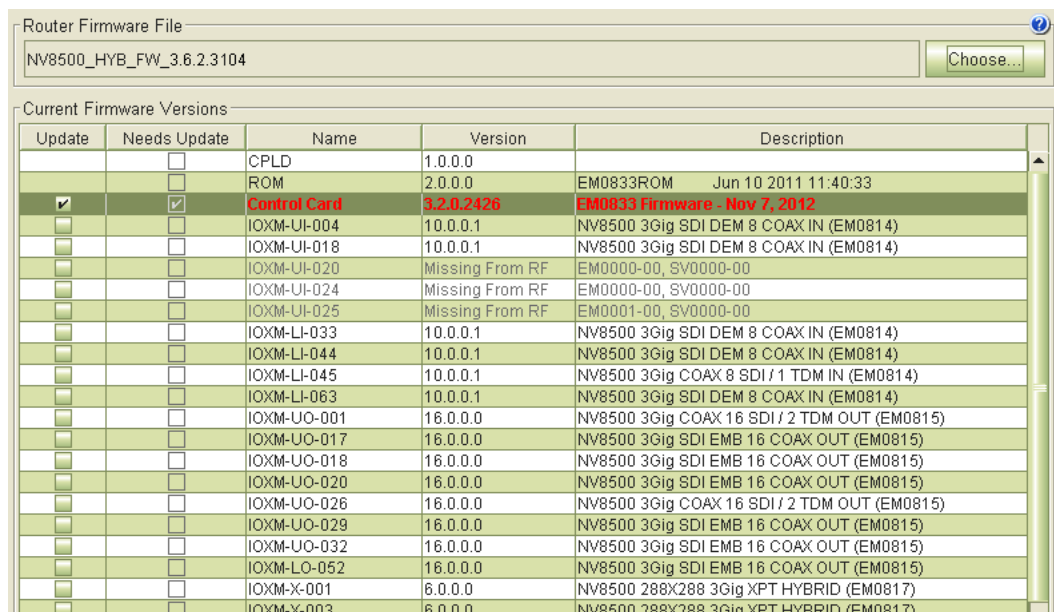 Router Firmware File
NV8500_HYB_FW_3.6.2.3104 Choose...
Current Firmware Versions
Update Needs Update Name Version Description
CPLD 1.0.0.0
ROM 2.0.0.0 EM0833ROM Jun 10 2011 11:40:33
Control Card 3.2.0.2426 EM0833 Firmware - Nov 7, 2012
IOXM-UI-004 10.0.0.1 NV8500 3Gig SDI DEM 8 COAX IN (EM0814)
IOXM-UI-018 10.0.0.1 NV8500 3Gig SDI DEM 8 COAX IN (EM0814)
IOXM-UI-020 Missing From RF EM0000-00, SV0000-00
IOXM-UI-024 Missing From RF EM0000-00, SV0000-00
IOXM-UI-025 Missing From RF EM0001-00, SV0000-00
IOXM-LI-033 10.0.0.1 NV8500 3Gig SDI DEM 8 COAX IN (EM0814)
IOXM-LI-044 10.0.0.1 NV8500 3Gig SDI DEM 8 COAX IN (EM0814)
IOXM-LI-045 10.0.0.1 NV8500 3Gig COAX 8 SDI / 1 TDM IN (EM0814)
IOXM-LI-063 10.0.0.1 NV8500 3Gig SDI DEM 8 COAX IN (EM0814)
IOXM-UO-001 16.0.0.0 NV8500 3Gig COAX 16 SDI / 2 TDM OUT (EM0815)
IOXM-UO-017 16.0.0.0 NV8500 3Gig SDI EMB 16 COAX OUT (EM0815)
IOXM-UO-018 16.0.0.0 NV8500 3Gig SDI EMB 16 COAX OUT (EM0815)
IOXM-UO-020 16.0.0.0 NV8500 3Gig SDI EMB 16 COAX OUT (EM0815)
IOXM-UO-026 16.0.0.0 NV8500 3Gig COAX 16 SDI / 2 TDM OUT (EM0815)
IOXM-UO-029 16.0.0.0 NV8500 3Gig SDI EMB 16 COAX OUT (EM0815)
IOXM-UO-032 16.0.0.0 NV8500 3Gig SDI EMB 16 COAX OUT (EM0815)
IOXM-LO-052 16.0.0.0 NV8500 3Gig SDI EMB 16 COAX OUT (EM0815)
IOXM-X-001 6.0.0.0 NV8500 288X288 3Gig XPT HYBRID (EM0817)
IOXM-X-003 6.0.0.0 NV8500 288X288 3Gig XPT HYBRID (EM0817)